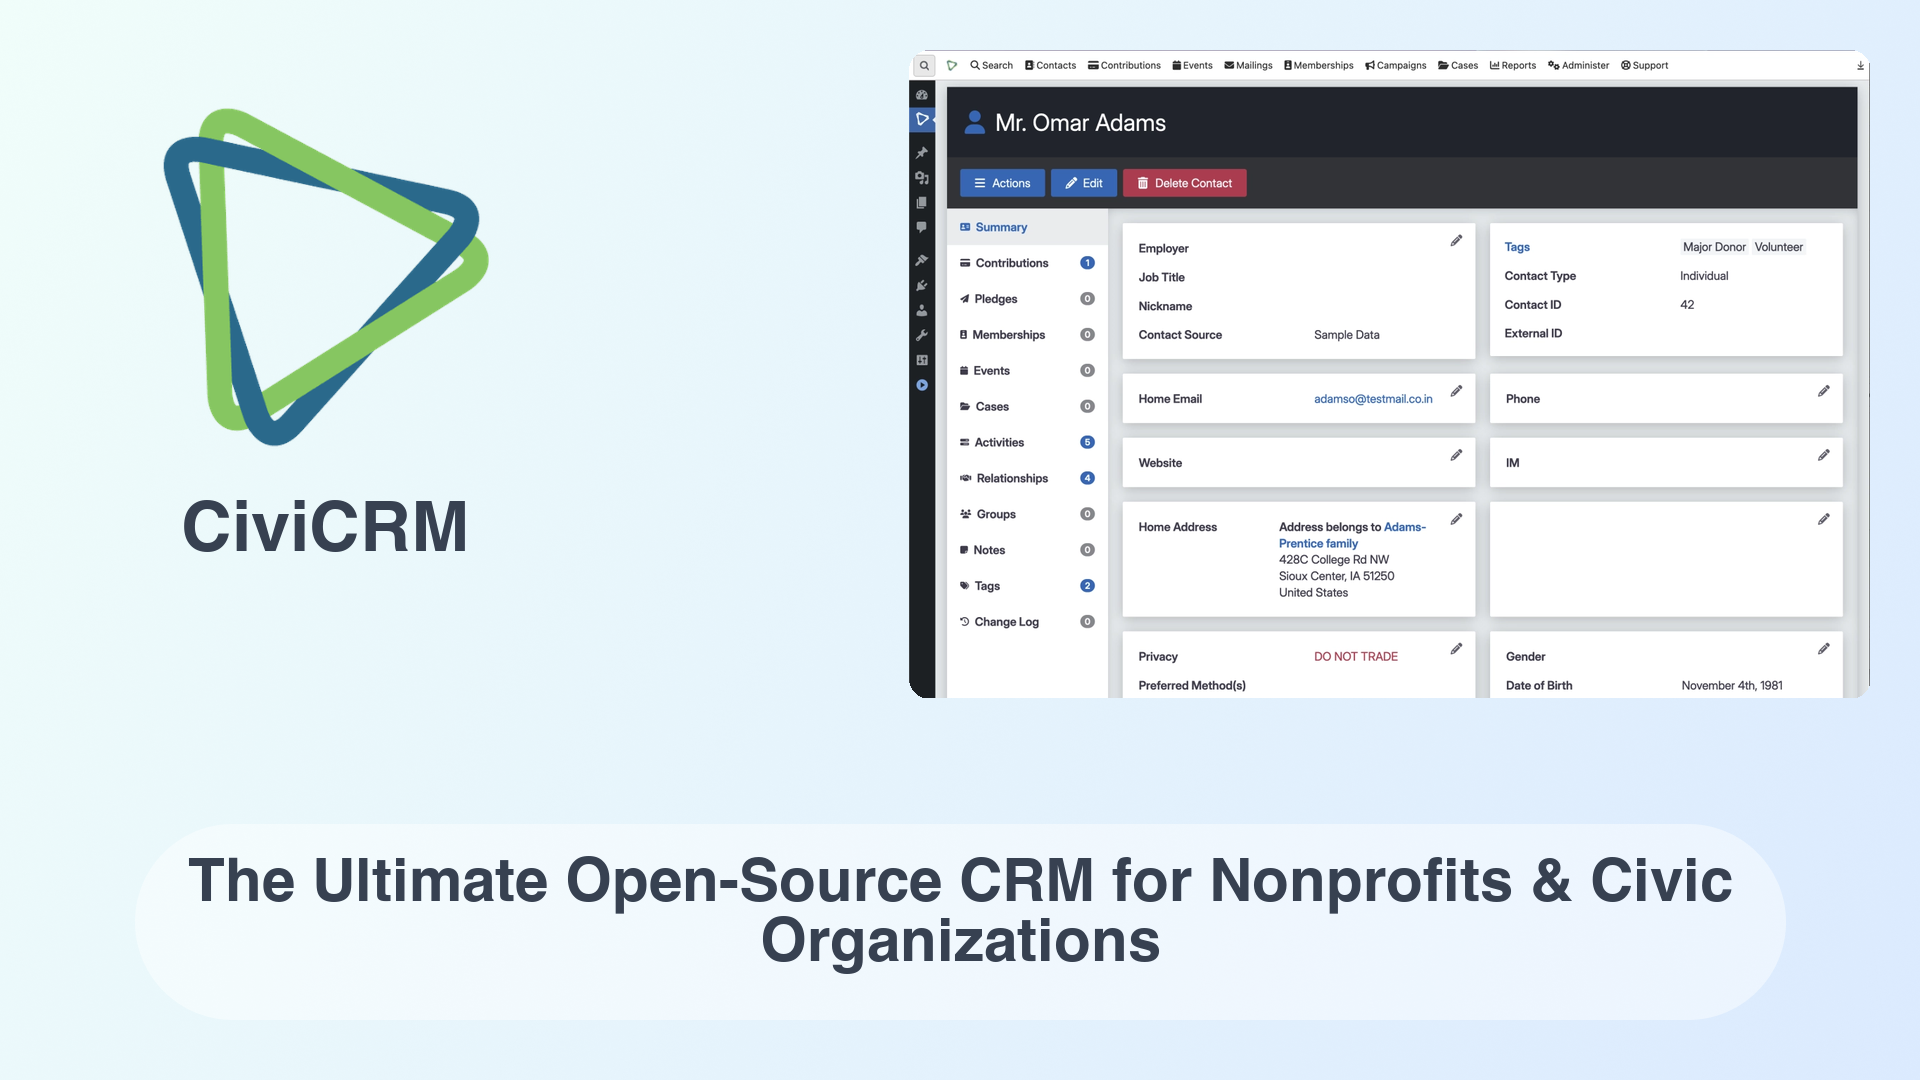 CiviCRM
Search Contacts Contributions Events Mailings Memberships Campaigns Cases Reports Administer Support
Mr. Omar Adams
Actions Edit Delete Contact
Summary
Contributions 1
Pledges 0
Memberships 0
Events 0
Cases 0
Activities 5
Relationships 4
Groups 0
Notes 0
Tags 2
Change Log 0
Employer
Job Title
Nickname
Contact Source Sample Data
Tags Major Donor Volunteer
Contact Type Individual
Contact ID 42
External ID
Home Email adamso@testmail.co.in
Phone
Website
IM
Home Address Address belongs to Adams-
Prentice family
428C College Rd NW
Sioux Center, IA 51250
United States
Privacy DO NOT TRADE
Preferred Method(s)
Gender
Date of Birth November 4th, 1981
The Ultimate Open-Source CRM for Nonprofits & Civic
Organizations